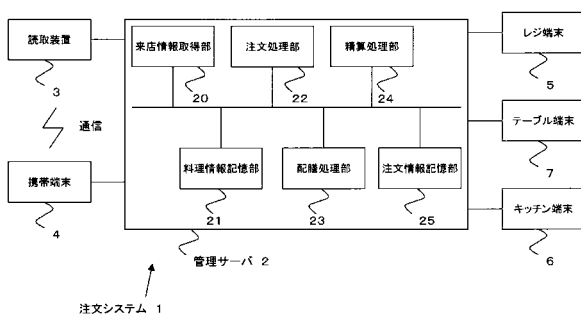 読取装置
3
通信
携帯端末
4
来店情報取得部
20
注文処理部
22
精算処理部
24
料理情報記憶部
21
配膳処理部
23
注文情報記憶部
25
管理サーバ 2
注文システム 1
レジ端末
5
テーブル端末
7
キッチン端末
6